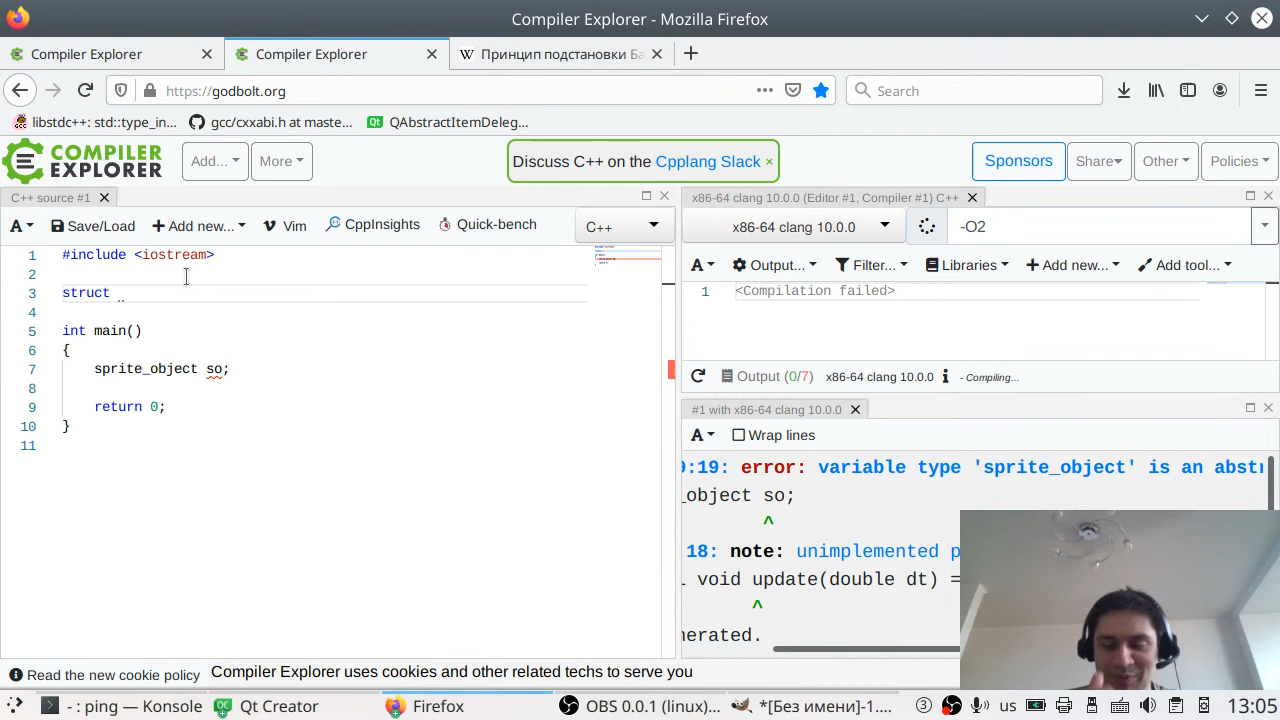 Compiler Explorer - Mozilla Firefox
Compiler Explorer
Compiler Explorer
Принцип подстановки Ба
https://godbolt.org
Search
libstdc++: std::type_in...
gcc/cxxabi.h at maste...
QAbstractItemDeleg...
COMPILER EXPLORER
Add...
More
Discuss C++ on the Cpplang Slack ×
Sponsors
Share
Other
Policies
C++ source #1
x86-64 clang 10.0.0 (Editor #1, Compiler #1) C++
A
Save/Load
Add new...
Vim
CppInsights
Quick-bench
C++
x86-64 clang 10.0.0
-O2
A
Output...
Filter...
Libraries
Add new...
Add tool...
1 #include <iostream>
2
3 struct
4
5 int main()
6 {
7 sprite_object so;
8
9 return 0;
10 }
11
1 <Compilation failed>
Output (0/7) x86-64 clang 10.0.0 - Compiling...
#1 with x86-64 clang 10.0.0
A
Wrap lines
:19: error: variable type 'sprite_object' is an abst
_object so;
^
18: note: unimplemented
void update(double dt) =
^
nerated.
Read the new cookie policy
Compiler Explorer uses cookies and other related techs to serve you
- : ping — Konsole
Qt Creator
Firefox
OBS 0.0.1 (linux)...
*[Без имени]-1....
3
us
13:05